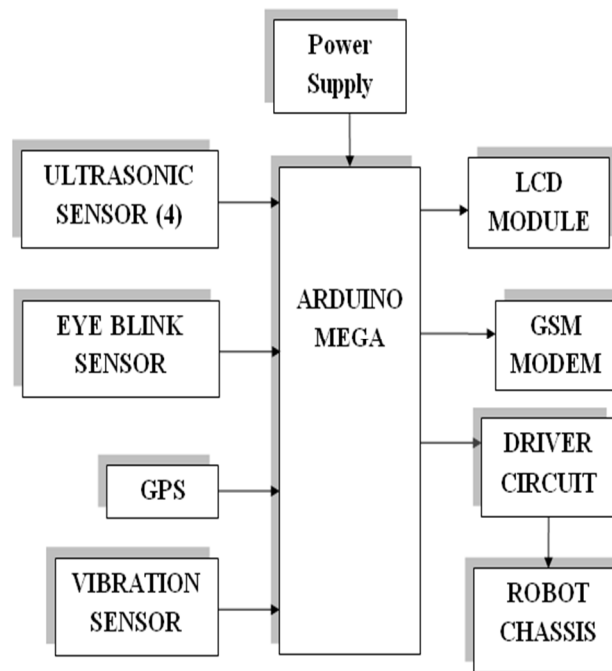 Power
Supply
ULTRASONIC
SENSOR (4)
EYE BLINK
SENSOR
GPS
VIBRATION
SENSOR
ARDUINO
MEGA
LCD
MODULE
GSM
MODEM
DRIVER
CIRCUIT
ROBOT
CHASSIS